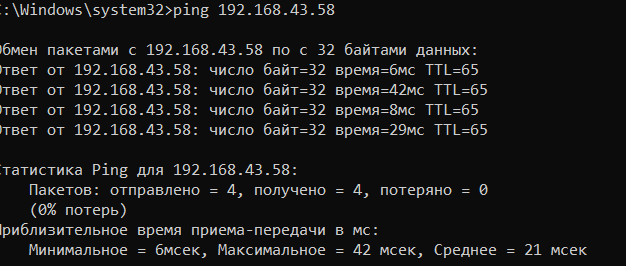 C:\Windows\system32>ping 192.168.43.58
Обмен пакетами с 192.168.43.58 по с 32 байтами данных:
Ответ от 192.168.43.58: число байт=32 время=6мс TTL=65
Ответ от 192.168.43.58: число байт=32 время=42мс TTL=65
Ответ от 192.168.43.58: число байт=32 время=8мс TTL=65
Ответ от 192.168.43.58: число байт=32 время=29мс TTL=65
Статистика Ping для 192.168.43.58:
Пакетов: отправлено = 4, получено = 4, потеряно = 0
(0% потерь)
Приблизительное время приема-передачи в мс:
Минимальное = 6мсек, Максимальное = 42 мсек, Среднее = 21 мсек